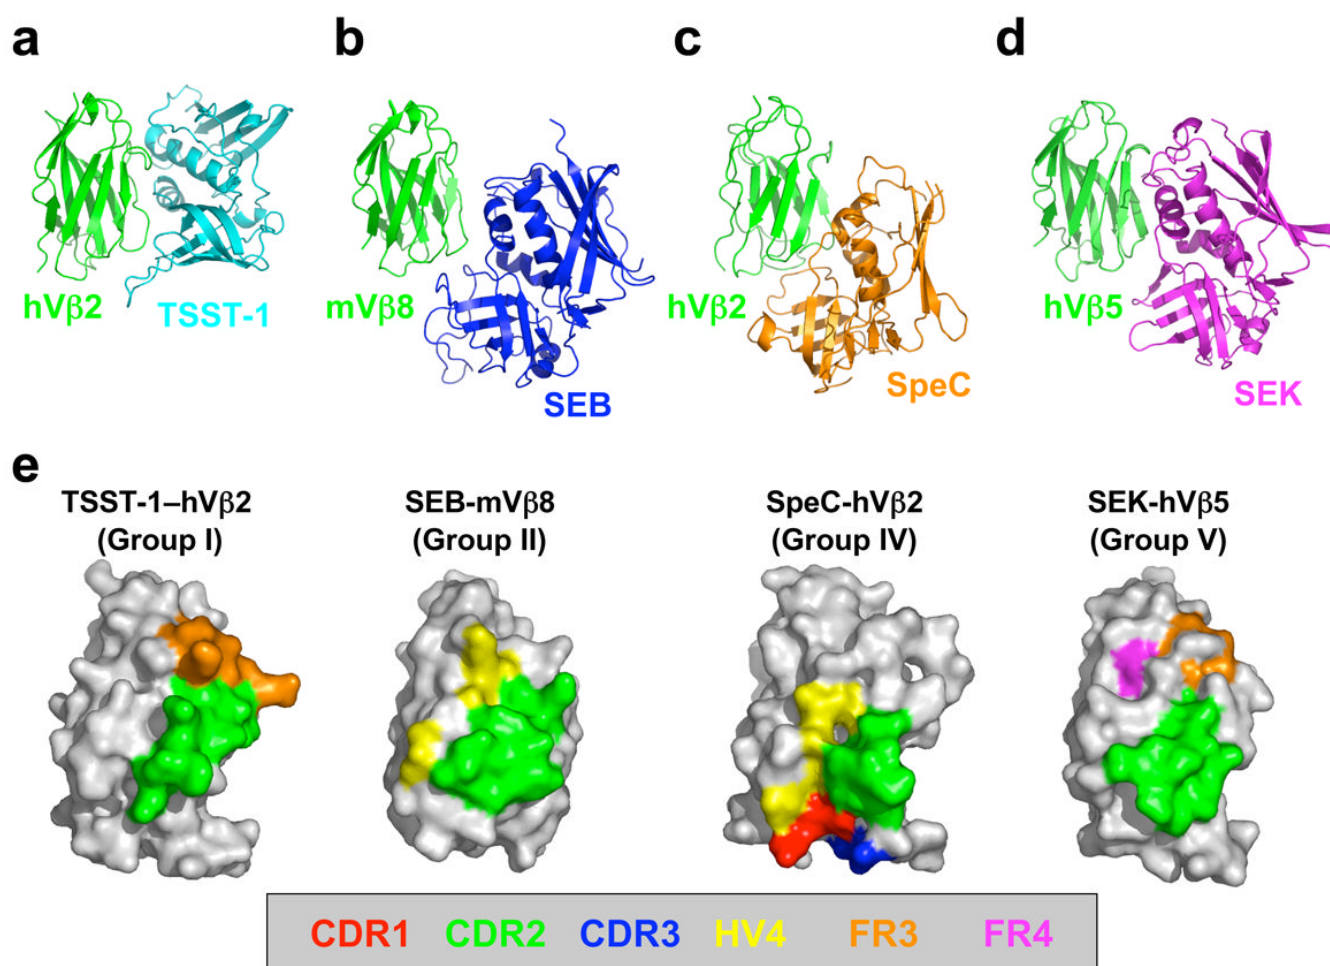 a
b
c
d
hVβ2
TSST-1
mVβ8
SEB
hVβ2
SpeC
hVβ5
SEK
e
TSST-1–hVβ2
(Group I)
SEB-mVβ8
(Group II)
SpeC-hVβ2
(Group IV)
SEK-hVβ5
(Group V)
CDR1 CDR2 CDR3 HV4 FR3 FR4